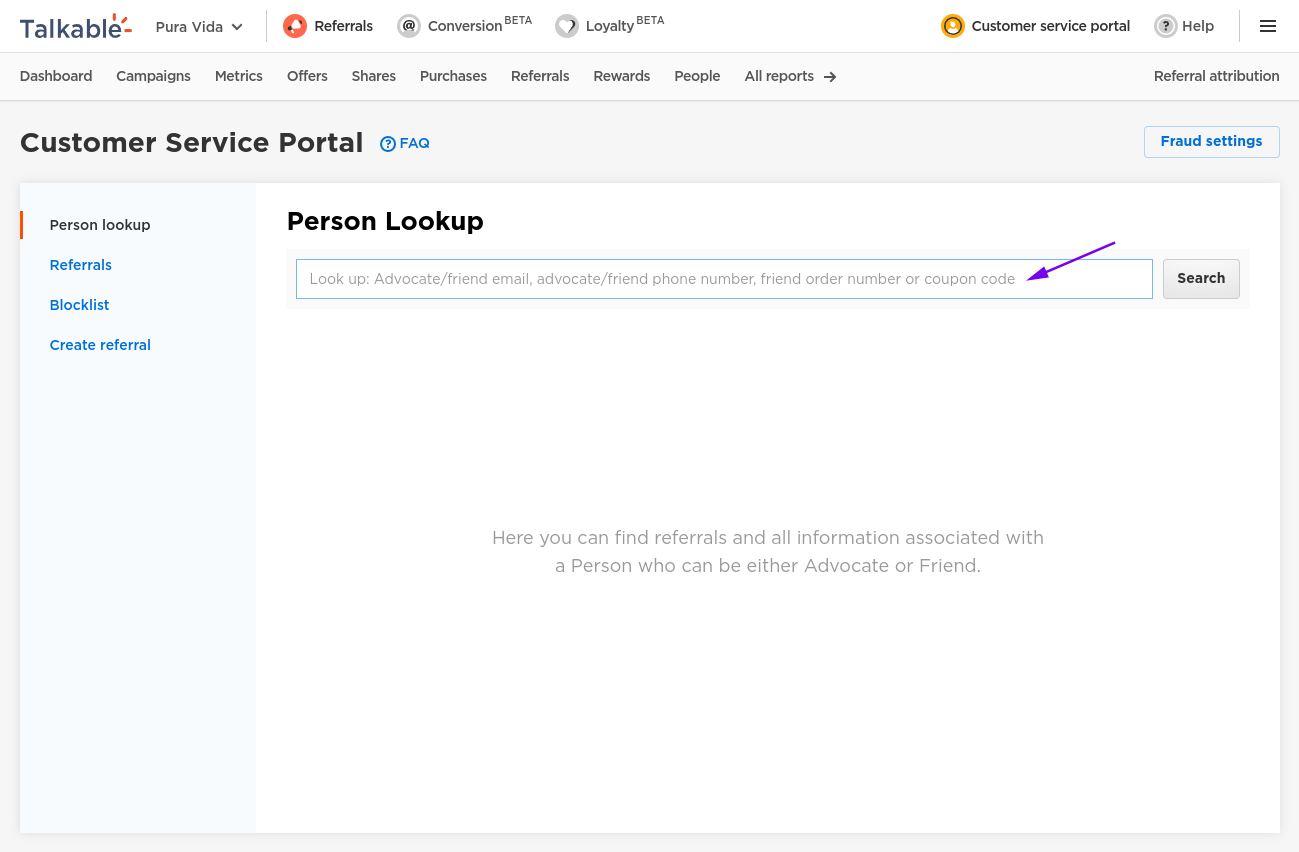 Talkable Pura Vida Referrals @ Conversion BETA Loyalty BETA Customer service portal ? Help
Dashboard Campaigns Metrics Offers Shares Purchases Referrals Rewards People All reports → Referral attribution
Customer Service Portal ? FAQ Fraud settings
Person lookup
Referrals
Blocklist
Create referral
Person Lookup
Look up: Advocate/friend email, advocate/friend phone number, friend order number or coupon code Search
Here you can find referrals and all information associated with
a Person who can be either Advocate or Friend.